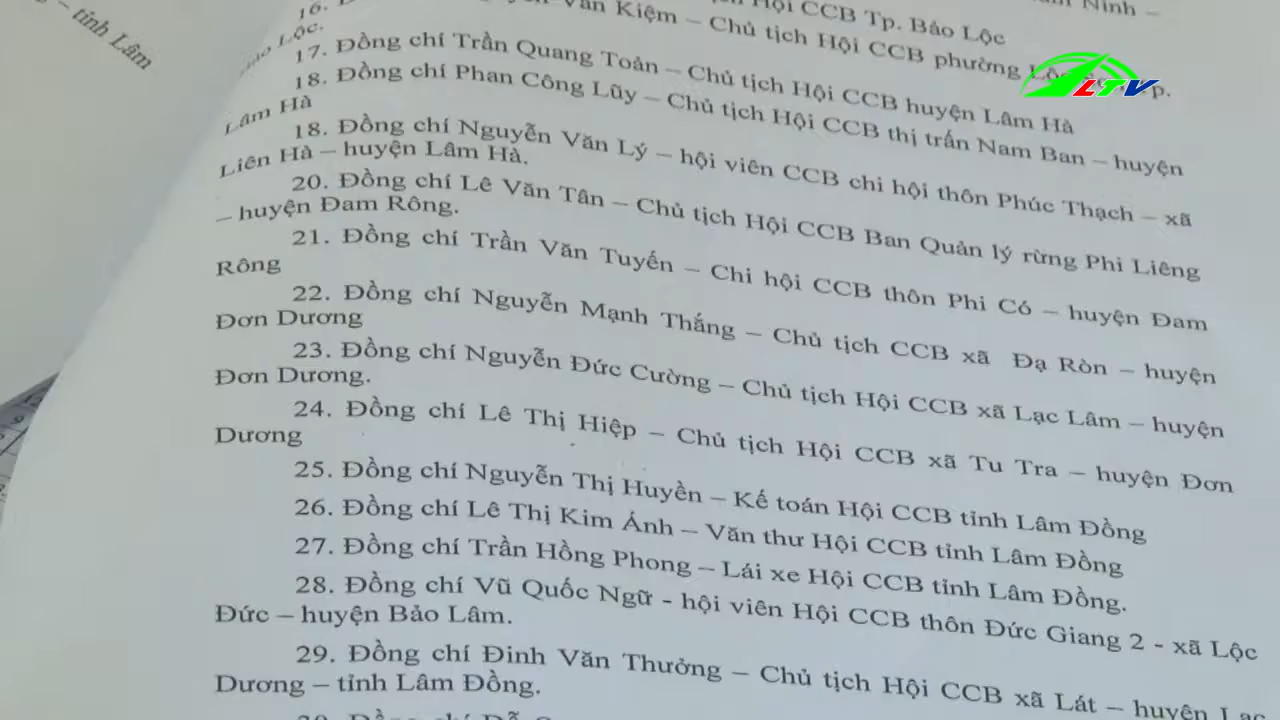 – tỉnh Lâm
Ninh –
16.
Hội CCB Tp. Bảo Lộc
Văn Kiệm – Chủ tịch Hội CCB phường
Lộc.
17. Đồng chí Trần Quang Toản – Chủ tịch Hội CCB huyện Lâm Hà
18. Đồng chí Phan Công Lũy – Chủ tịch Hội CCB thị trấn Nam Ban – huyện
Lâm Hà
18. Đồng chí Nguyễn Văn Lý – hội viên CCB chi hội thôn Phúc Thạch – xã
Liên Hà – huyện Lâm Hà.
20. Đồng chí Lê Văn Tân – Chủ tịch Hội CCB Ban Quản lý rừng Phi Liêng
– huyện Đam Rông.
21. Đồng chí Trần Văn Tuyến – Chi hội CCB thôn Phi Có – huyện Đam
Rông
22. Đồng chí Nguyễn Mạnh Thắng – Chủ tịch CCB xã Đạ Ròn – huyện
Đơn Dương
23. Đồng chí Nguyễn Đức Cường – Chủ tịch Hội CCB xã Lạc Lâm – huyện
Đơn Dương.
24. Đồng chí Lê Thị Hiệp – Chủ tịch Hội CCB xã Tu Tra – huyện Đơn
Dương
25. Đồng chí Nguyễn Thị Huyền – Kế toán Hội CCB tỉnh Lâm Đồng
26. Đồng chí Lê Thị Kim Ánh – Văn thư Hội CCB tỉnh Lâm Đồng
27. Đồng chí Trần Hồng Phong – Lái xe Hội CCB tỉnh Lâm Đồng.
28. Đồng chí Vũ Quốc Ngữ - hội viên Hội CCB thôn Đức Giang 2 - xã Lộc
Đức – huyện Bảo Lâm.
29. Đồng chí Đinh Văn Thưởng – Chủ tịch Hội CCB xã Lát – huyện Lạc
Dương – tỉnh Lâm Đồng.
LTV